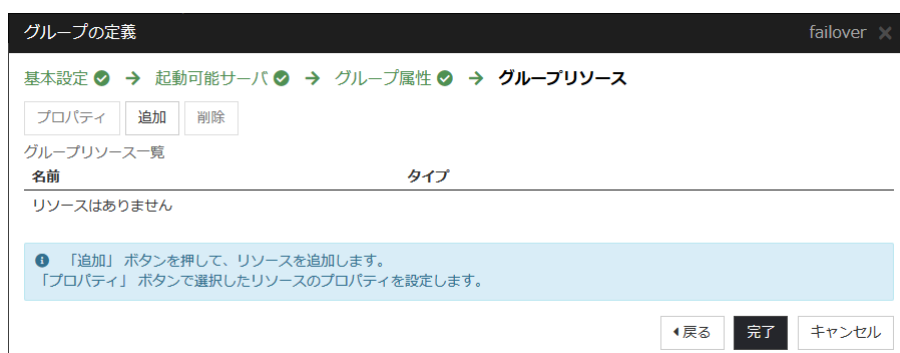 グループの定義 failover
基本設定 → 起動可能サーバ → グループ属性 → グループリソース
プロパティ 追加 削除
グループリソース一覧
名前 タイプ
リソースはありません
「追加」 ボタンを押して、リソースを追加します。
「プロパティ」 ボタンで選択したリソースのプロパティを設定します。
戻る 完了 キャンセル